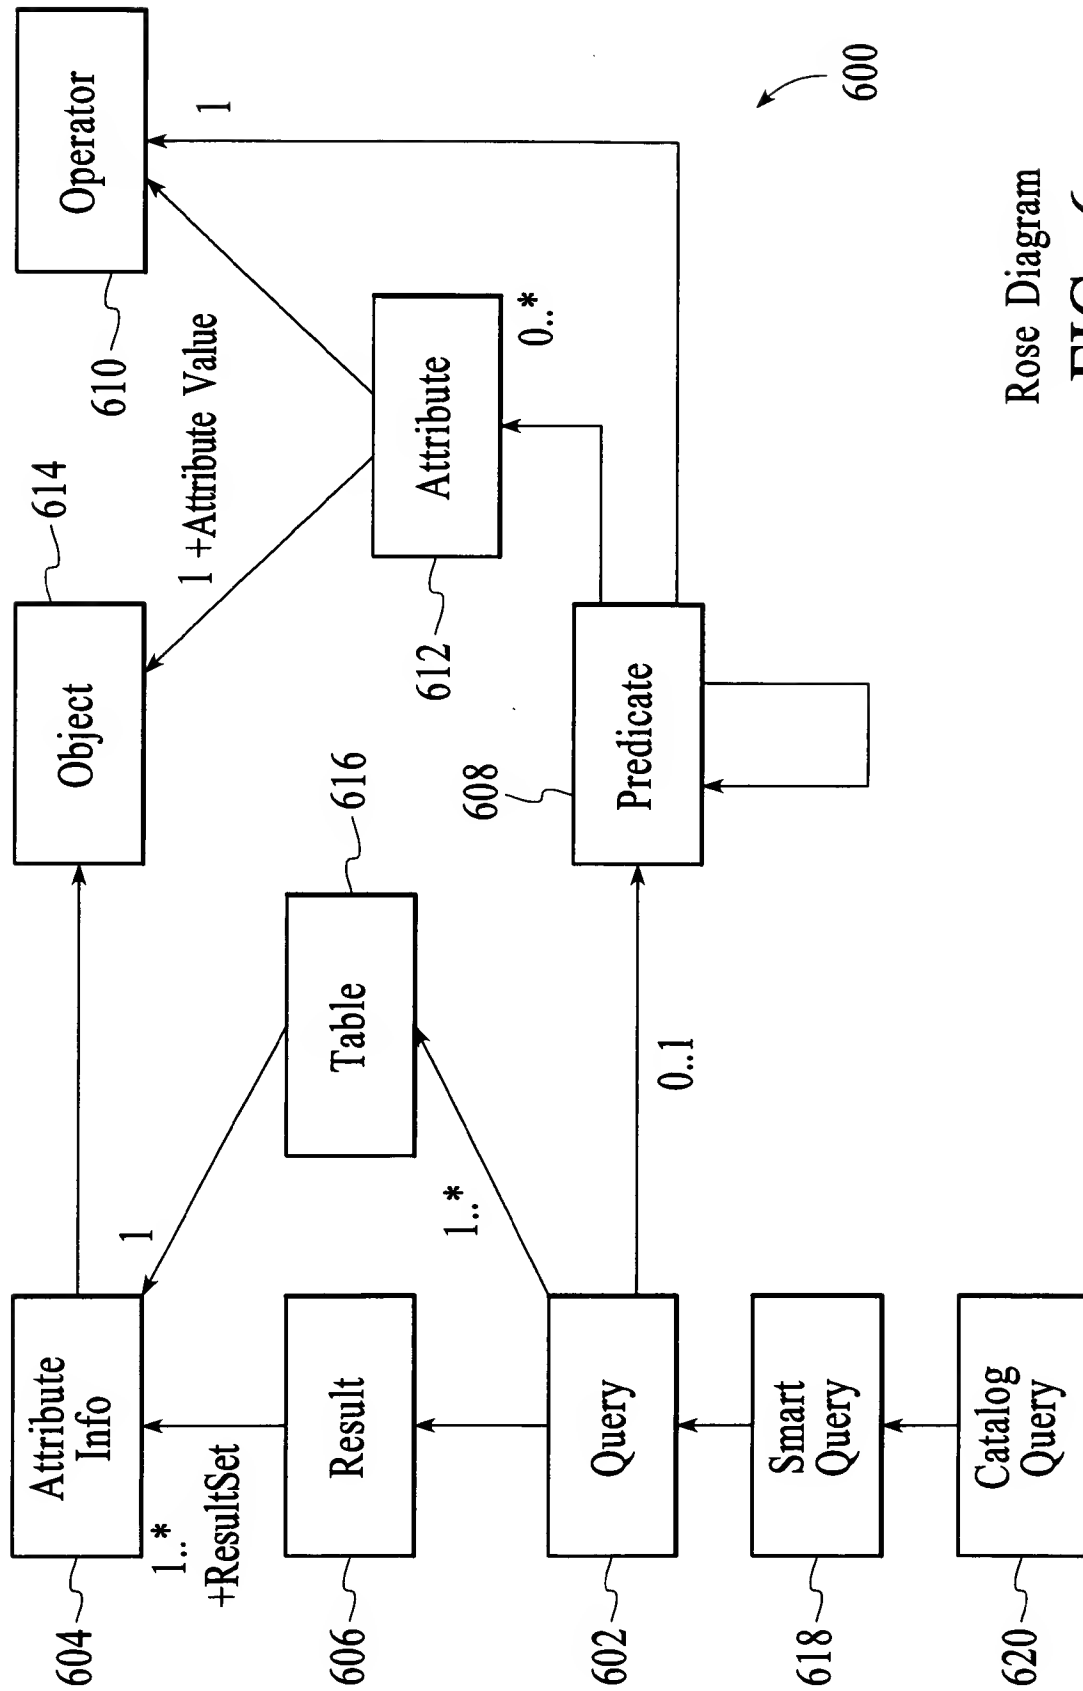 604
Attribute
Info
Object
614
610
Operator
1..*
+ResultSet
1
1 +Attribute Value
1
606
Result
Table
616
612
Attribute
1..*
0..*
602
Query
608
Predicate
0..1
618
Smart
Query
600
620
Catalog
Query
Rose Diagram
FIG